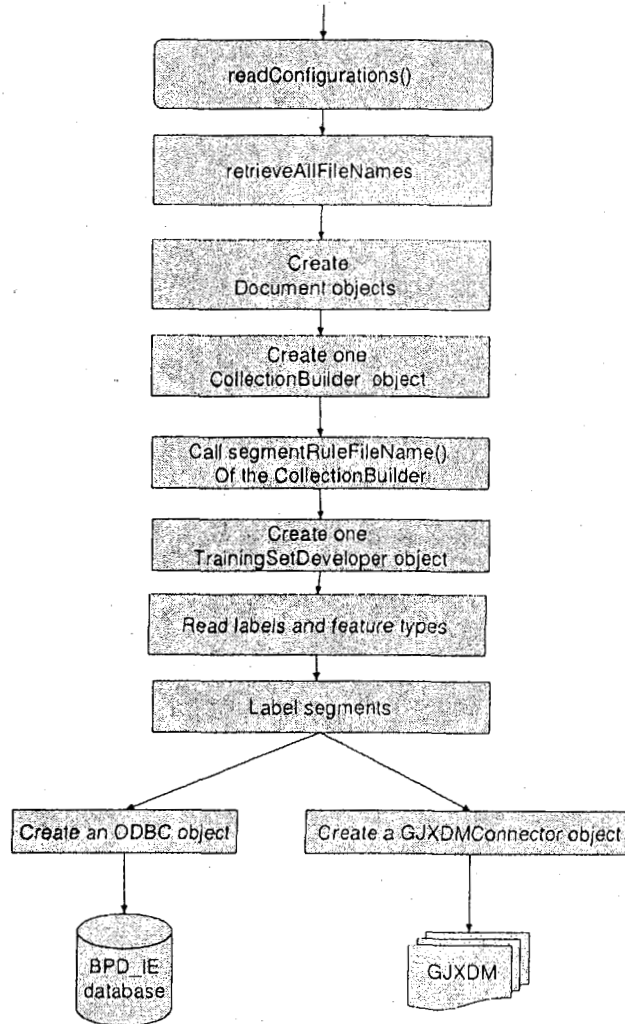 readConfigurations()
retrieveAllFileNames
Create
Document objects
Create one
CollectionBuilder object
Call segmentRuleFileName()
Of the CollectionBuilder
Create one
TrainingSetDeveloper object
Read labels and feature types
Label segments
Create an ODBC object
Create a GJXDMConnector object
BPD_IE
database
GJXDM